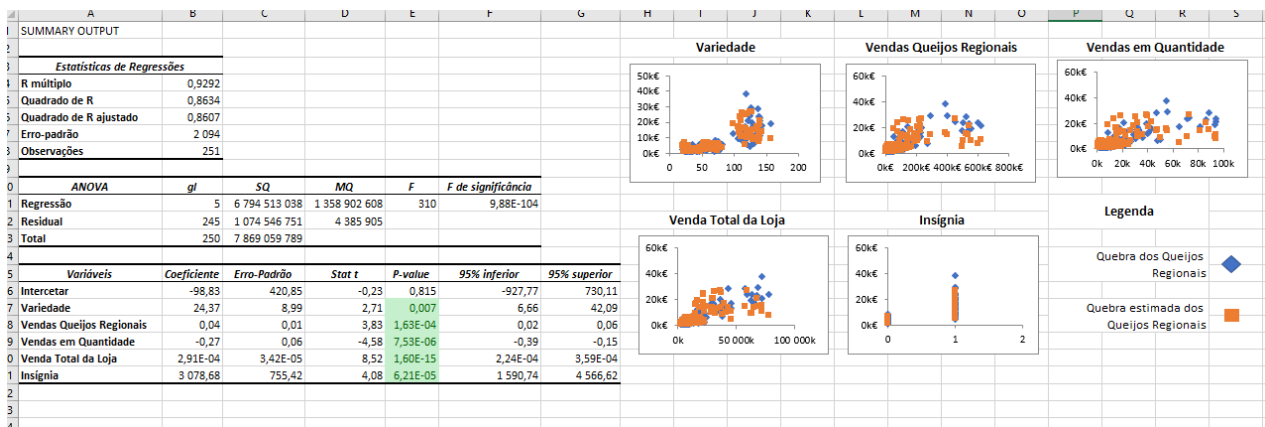 A B C D E F G H I J K L M N O P Q R S
SUMMARY OUTPUT
Estatísticas de Regressões
R múltiplo 0,9292
Quadrado de R 0,8634
Quadrado de R ajustado 0,8607
Erro-padrão 2 094
Observações 251
ANOVA gl SQ MQ F F de significância
Regressão 5 6 794 513 038 1 358 902 608 310 9,88E-104
Residual 245 1 074 546 751 4 385 905
Total 250 7 869 059 789
Variáveis Coeficiente Erro-Padrão Stat t P-value 95% inferior 95% superior
Intercetar -98,83 420,85 -0,23 0,815 -927,77 730,11
Variedade 24,37 8,99 2,71 0,007 6,66 42,09
Vendas Queijos Regionais 0,04 0,01 3,83 1,63E-04 0,02 0,06
Vendas em Quantidade -0,27 0,06 -4,58 7,53E-06 -0,39 -0,15
Venda Total da Loja 2,91E-04 3,42E-05 8,52 1,60E-15 2,24E-04 3,59E-04
Insígnia 3 078,68 755,42 4,08 6,21E-05 1 590,74 4 566,62
Variedade
50k€
40k€
30k€
20k€
10k€
0k€
0 50 100 150 200
Vendas Queijos Regionais
60k€
40k€
20k€
0k€
0k€ 200k€ 400k€ 600k€ 800k€
Vendas em Quantidade
60k€
40k€
20k€
0k€
0k 20k 40k 60k 80k 100k
Venda Total da Loja
60k€
40k€
20k€
0k€
0k 50 000k 100 000k
Insígnia
60k€
40k€
20k€
0k€
0 1 2
Legenda
Quebra dos Queijos
Regionais
Quebra estimada dos
Queijos Regionais